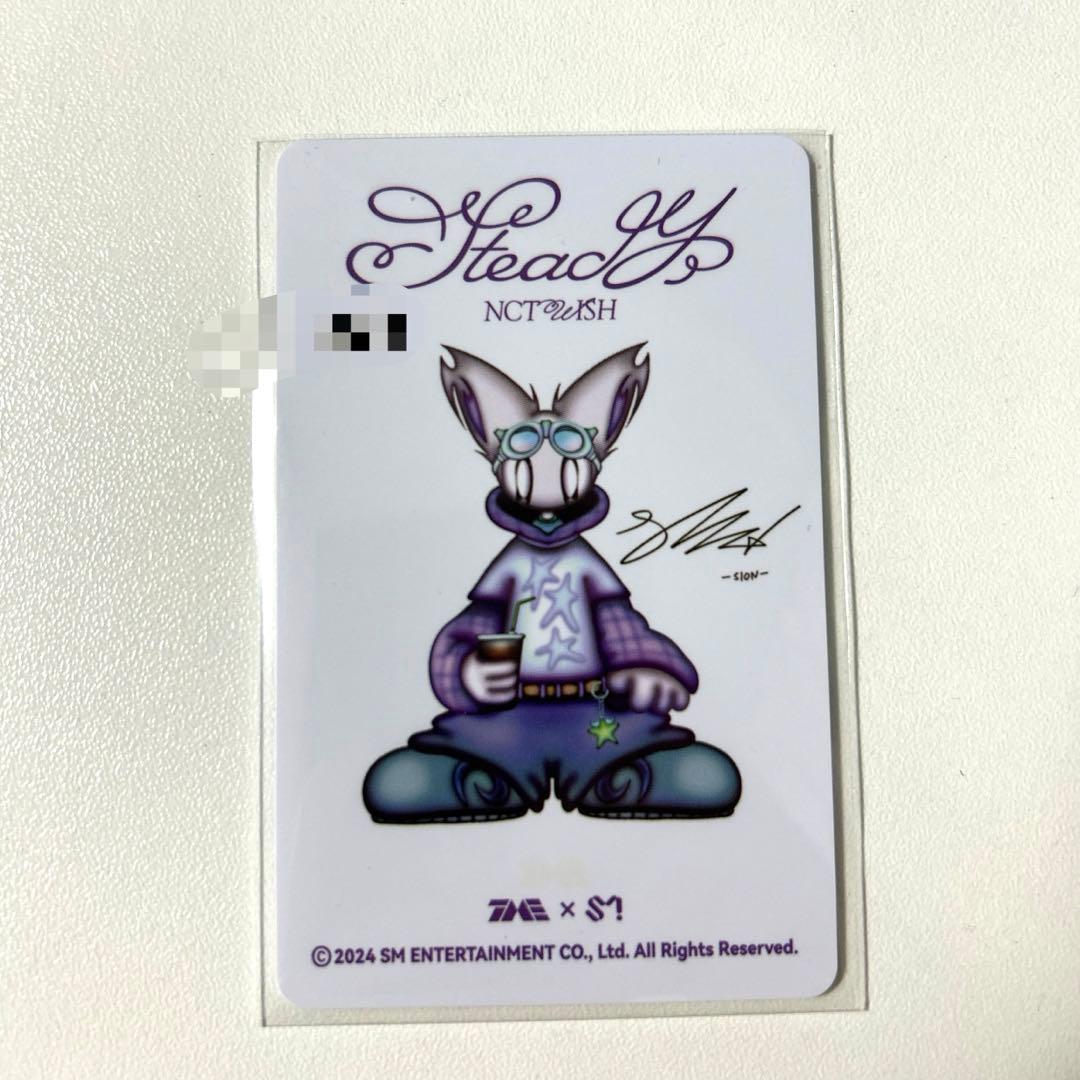 Steady
NCT WISH
-SION-
TME × SM
©2024 SM ENTERTAINMENT CO., Ltd. All Rights Reserved.